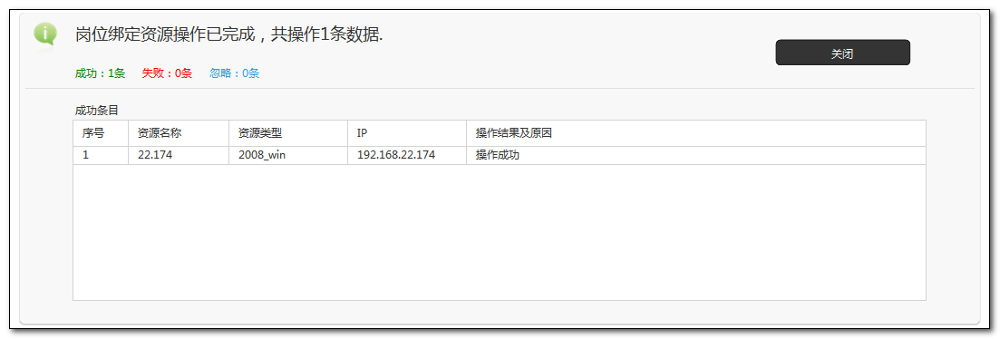 岗位绑定资源操作已完成，共操作1条数据.
关闭
成功：1条 失败：0条 忽略：0条
成功条目
序号 资源名称 资源类型 IP 操作结果及原因
1 22.174 2008_win 192.168.22.174 操作成功